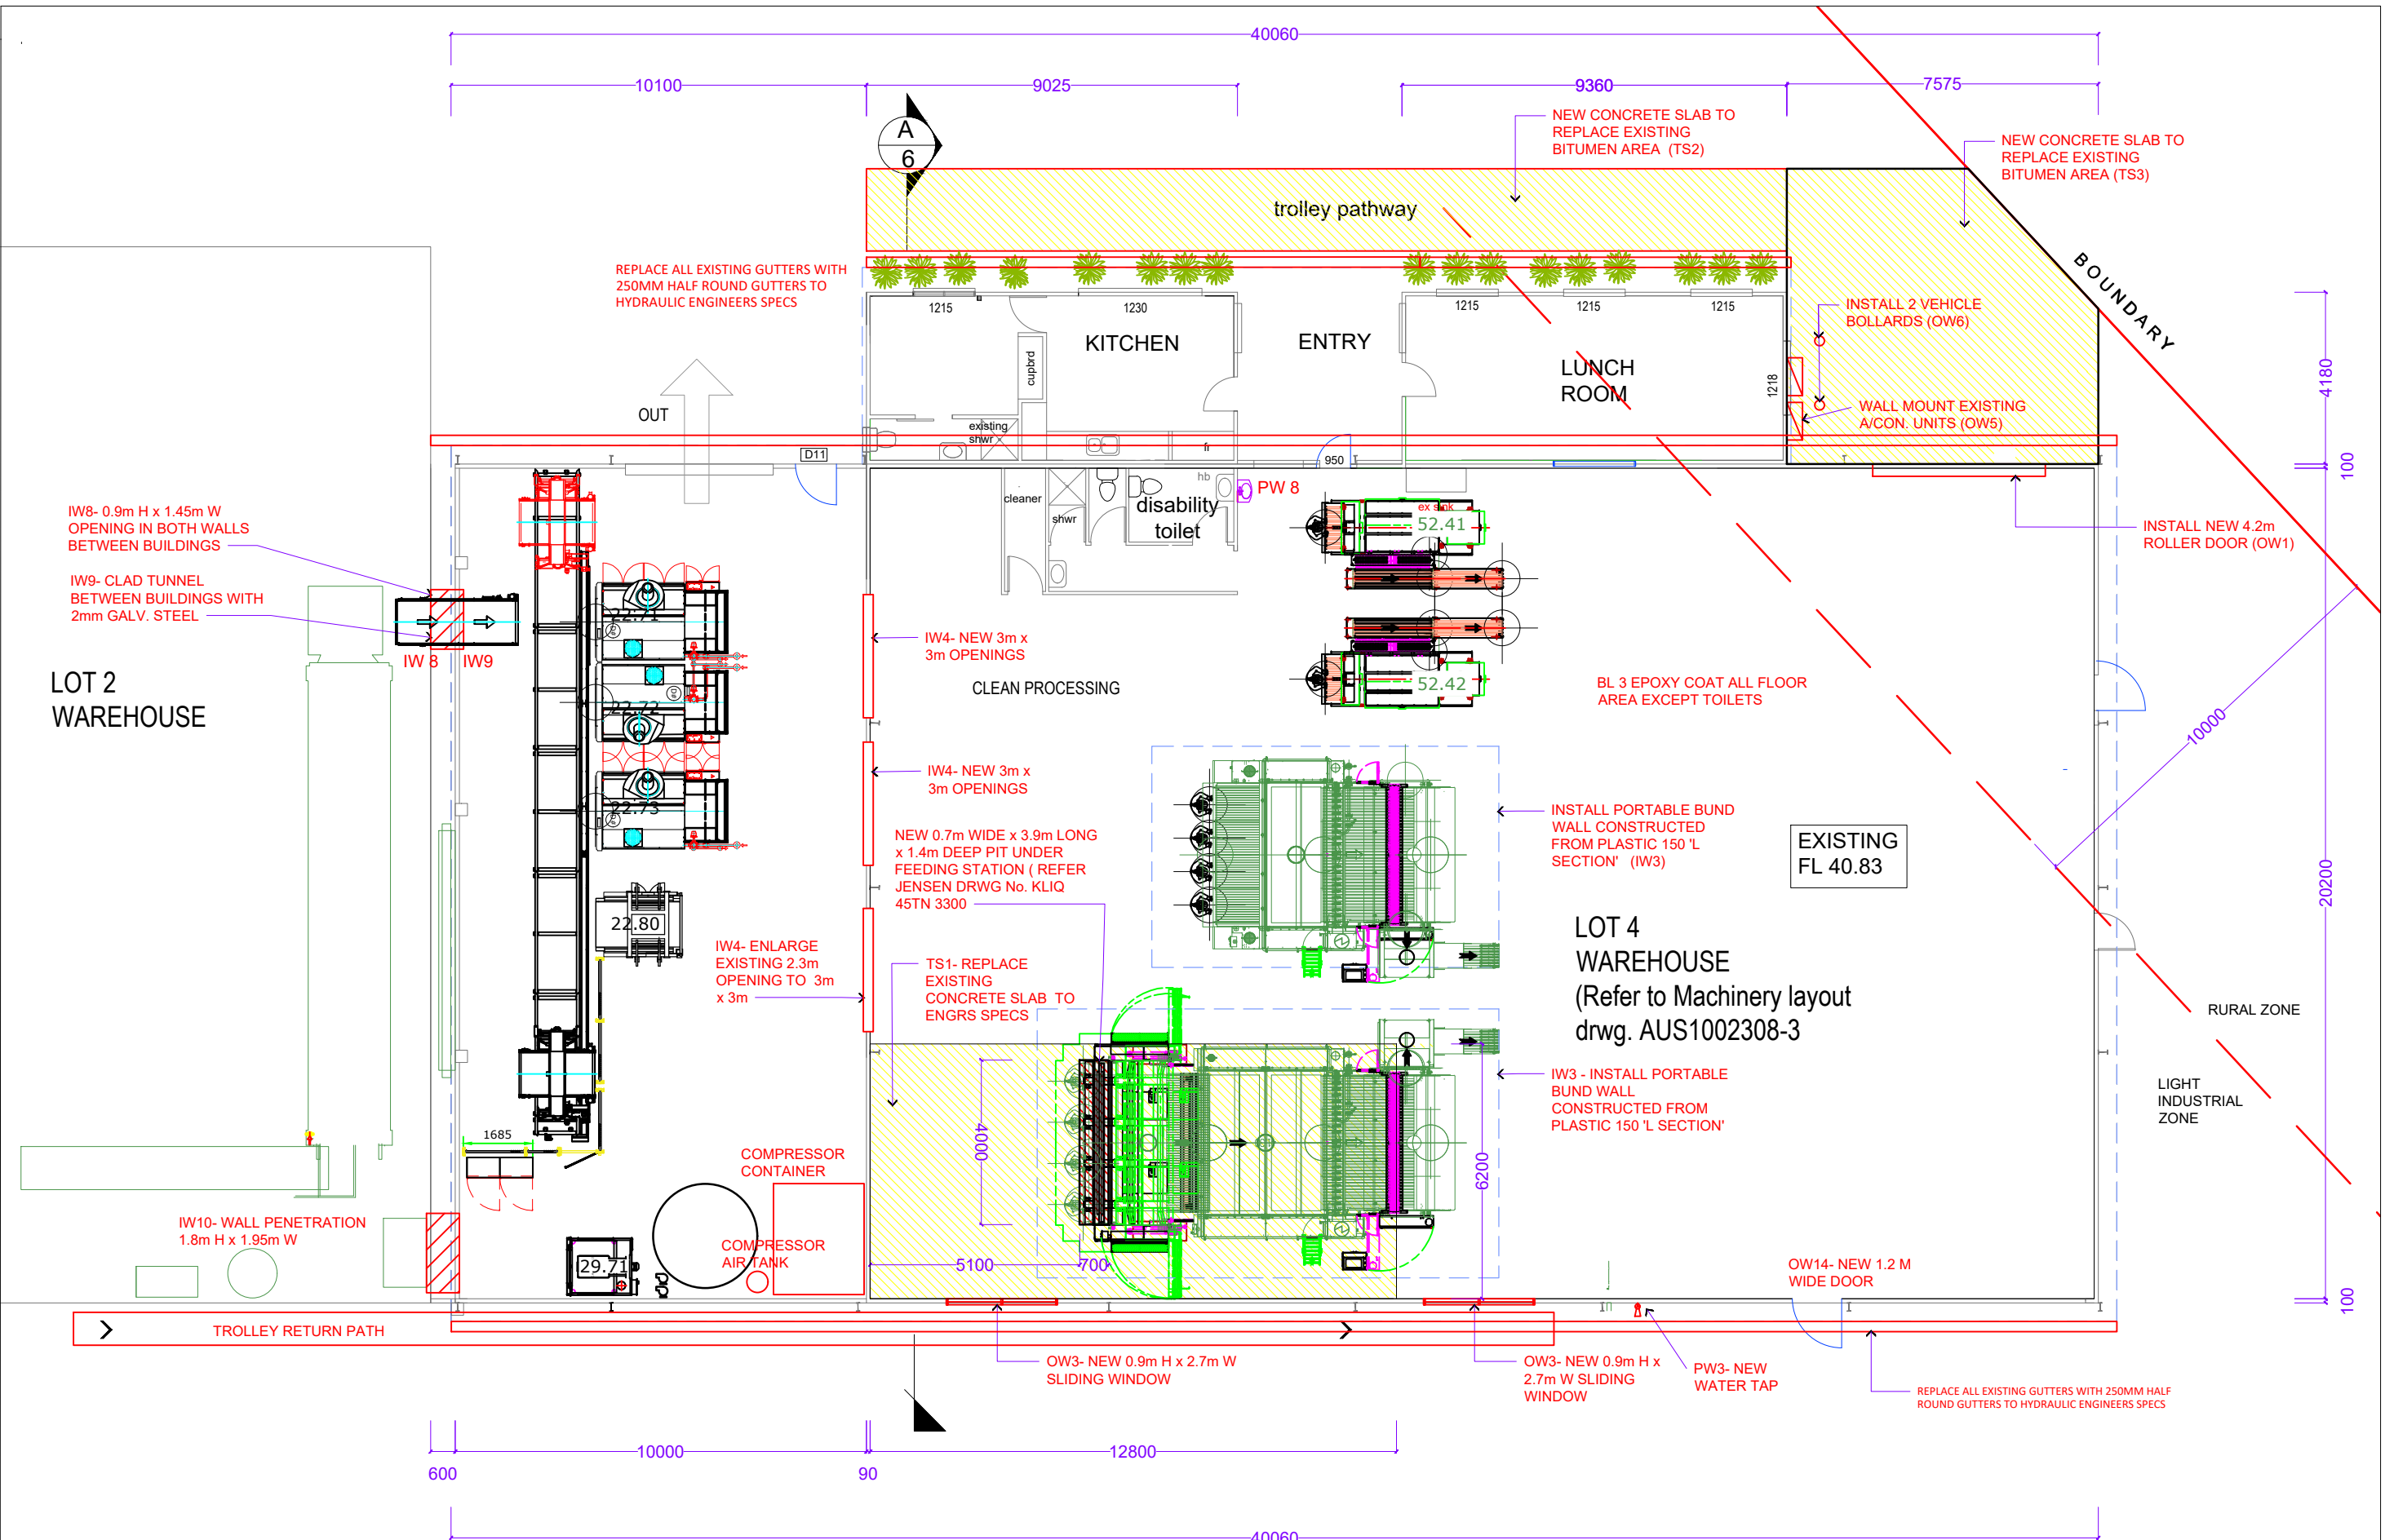 40060
10100
9025
9360
7575
A
6
NEW CONCRETE SLAB TO
REPLACE EXISTING
BITUMEN AREA (TS2)
NEW CONCRETE SLAB TO
REPLACE EXISTING
BITUMEN AREA (TS3)
trolley pathway
REPLACE ALL EXISTING GUTTERS WITH
250MM HALF ROUND GUTTERS TO
HYDRAULIC ENGINEERS SPECS
BOUNDARY
INSTALL 2 VEHICLE
BOLLARDS (OW6)
1215
1230
1215
1215
1215
KITCHEN
ENTRY
LUNCH
ROOM
cupbrd
1218
4180
OUT
WALL MOUNT EXISTING
A/CON. UNITS (OW5)
existing
shwr
fr
D11
950
100
cleaner
shwr
hb
disability
toilet
PW 8
ex sink
52.41
IW8- 0.9m H x 1.45m W
OPENING IN BOTH WALLS
BETWEEN BUILDINGS
INSTALL NEW 4.2m
ROLLER DOOR (OW1)
IW9- CLAD TUNNEL
BETWEEN BUILDINGS WITH
2mm GALV. STEEL
22.71
IW 8
IW9
IW4- NEW 3m x
3m OPENINGS
CLEAN PROCESSING
52.42
BL 3 EPOXY COAT ALL FLOOR
AREA EXCEPT TOILETS
LOT 2
WAREHOUSE
22.72
10000
IW4- NEW 3m x
3m OPENINGS
22.73
NEW 0.7m WIDE x 3.9m LONG
x 1.4m DEEP PIT UNDER
FEEDING STATION ( REFER
JENSEN DRWG No. KLIQ
45TN 3300
INSTALL PORTABLE BUND
WALL CONSTRUCTED
FROM PLASTIC 150 'L
SECTION'   (IW3)
EXISTING
FL 40.83
20200
22.80
IW4- ENLARGE
EXISTING 2.3m
OPENING TO  3m
x 3m
TS1- REPLACE
EXISTING
CONCRETE SLAB  TO
ENGRS SPECS
LOT 4
WAREHOUSE
(Refer to Machinery layout
drwg. AUS1002308-3
RURAL ZONE
IW3 - INSTALL PORTABLE
BUND WALL
CONSTRUCTED FROM
PLASTIC 150 'L SECTION'
LIGHT
INDUSTRIAL
ZONE
1685
4000
6200
COMPRESSOR
CONTAINER
IW10- WALL PENETRATION
1.8m H x 1.95m W
COMPRESSOR
AIR TANK
29.71
5100
700
OW14- NEW 1.2 M
WIDE DOOR
100
TROLLEY RETURN PATH
OW3- NEW 0.9m H x 2.7m W
SLIDING WINDOW
OW3- NEW 0.9m H x
2.7m W SLIDING
WINDOW
PW3- NEW
WATER TAP
REPLACE ALL EXISTING GUTTERS WITH 250MM HALF
ROUND GUTTERS TO HYDRAULIC ENGINEERS SPECS
600
10000
90
12800
40060